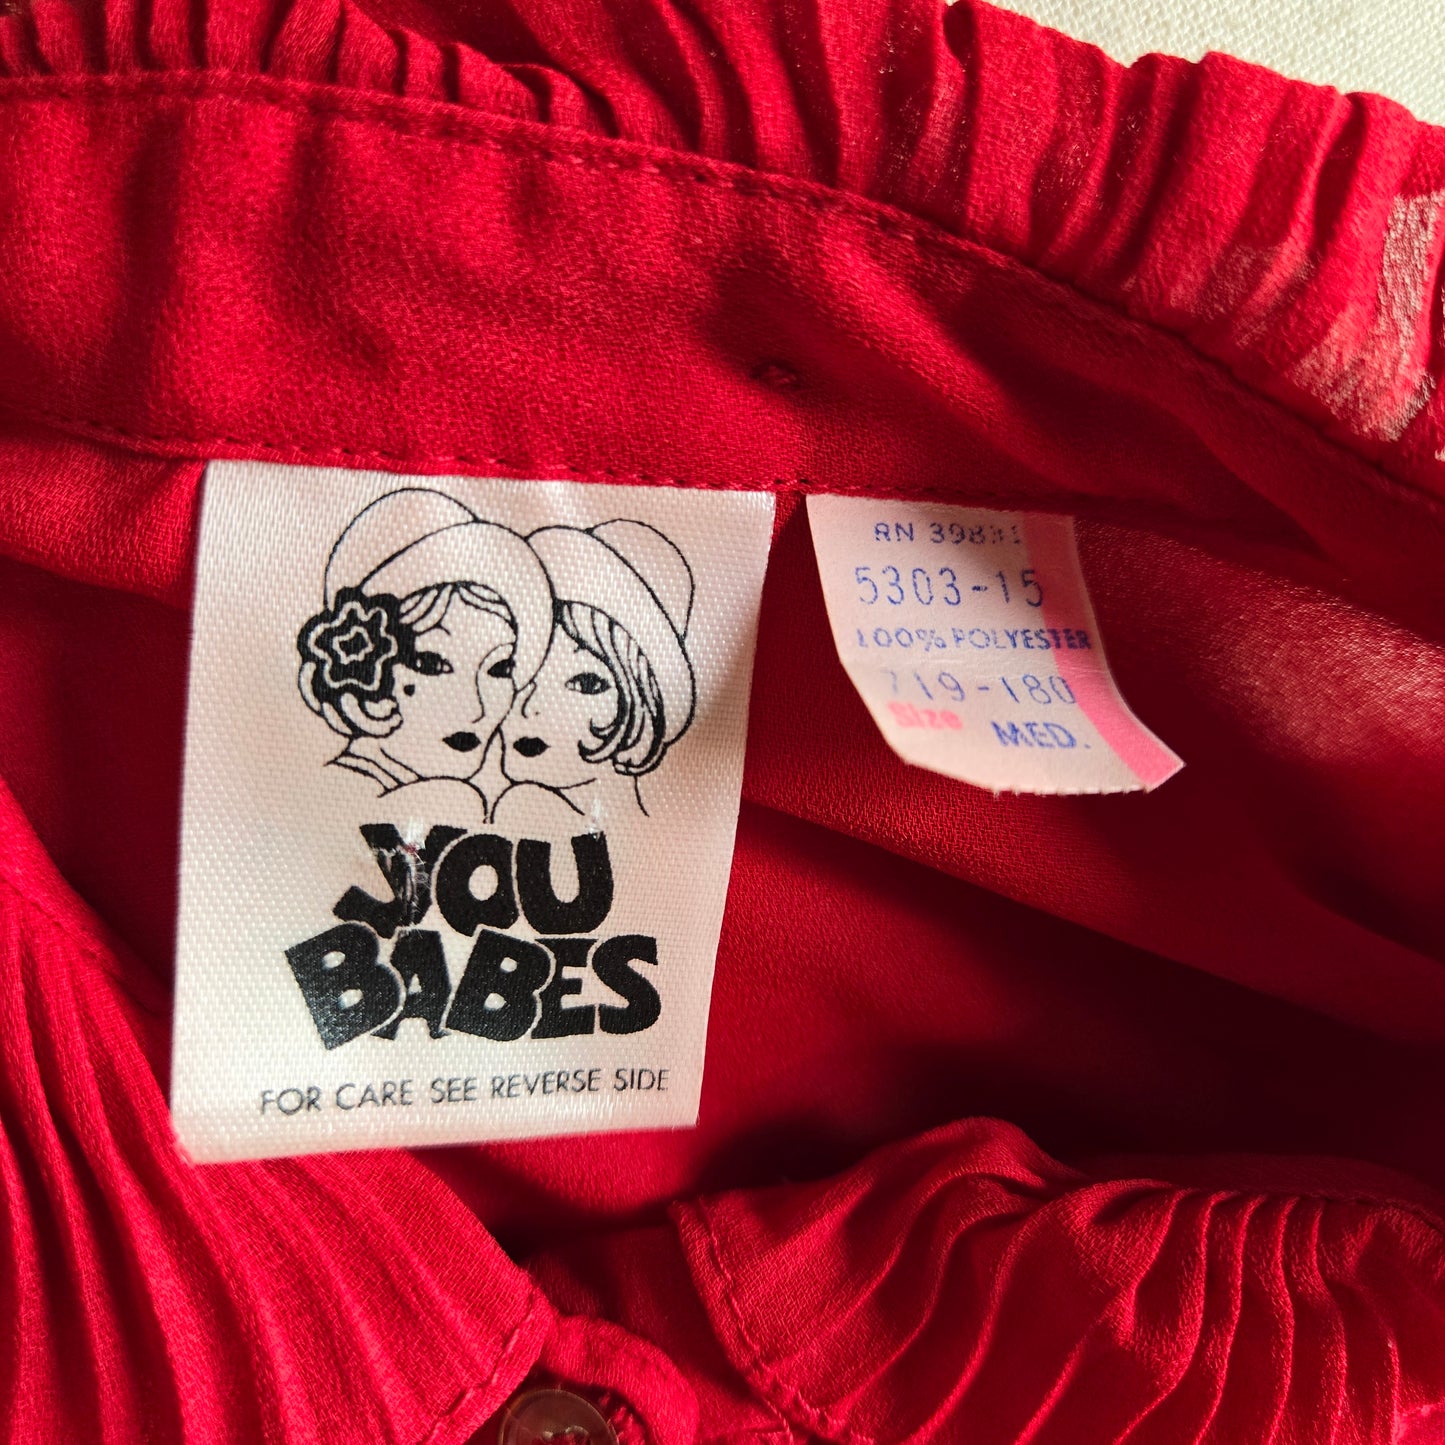 YOU
BABES
FOR CARE SEE REVERSE SIDE
RN
5303-15
100% POLYESTER
719-180
Size MED.